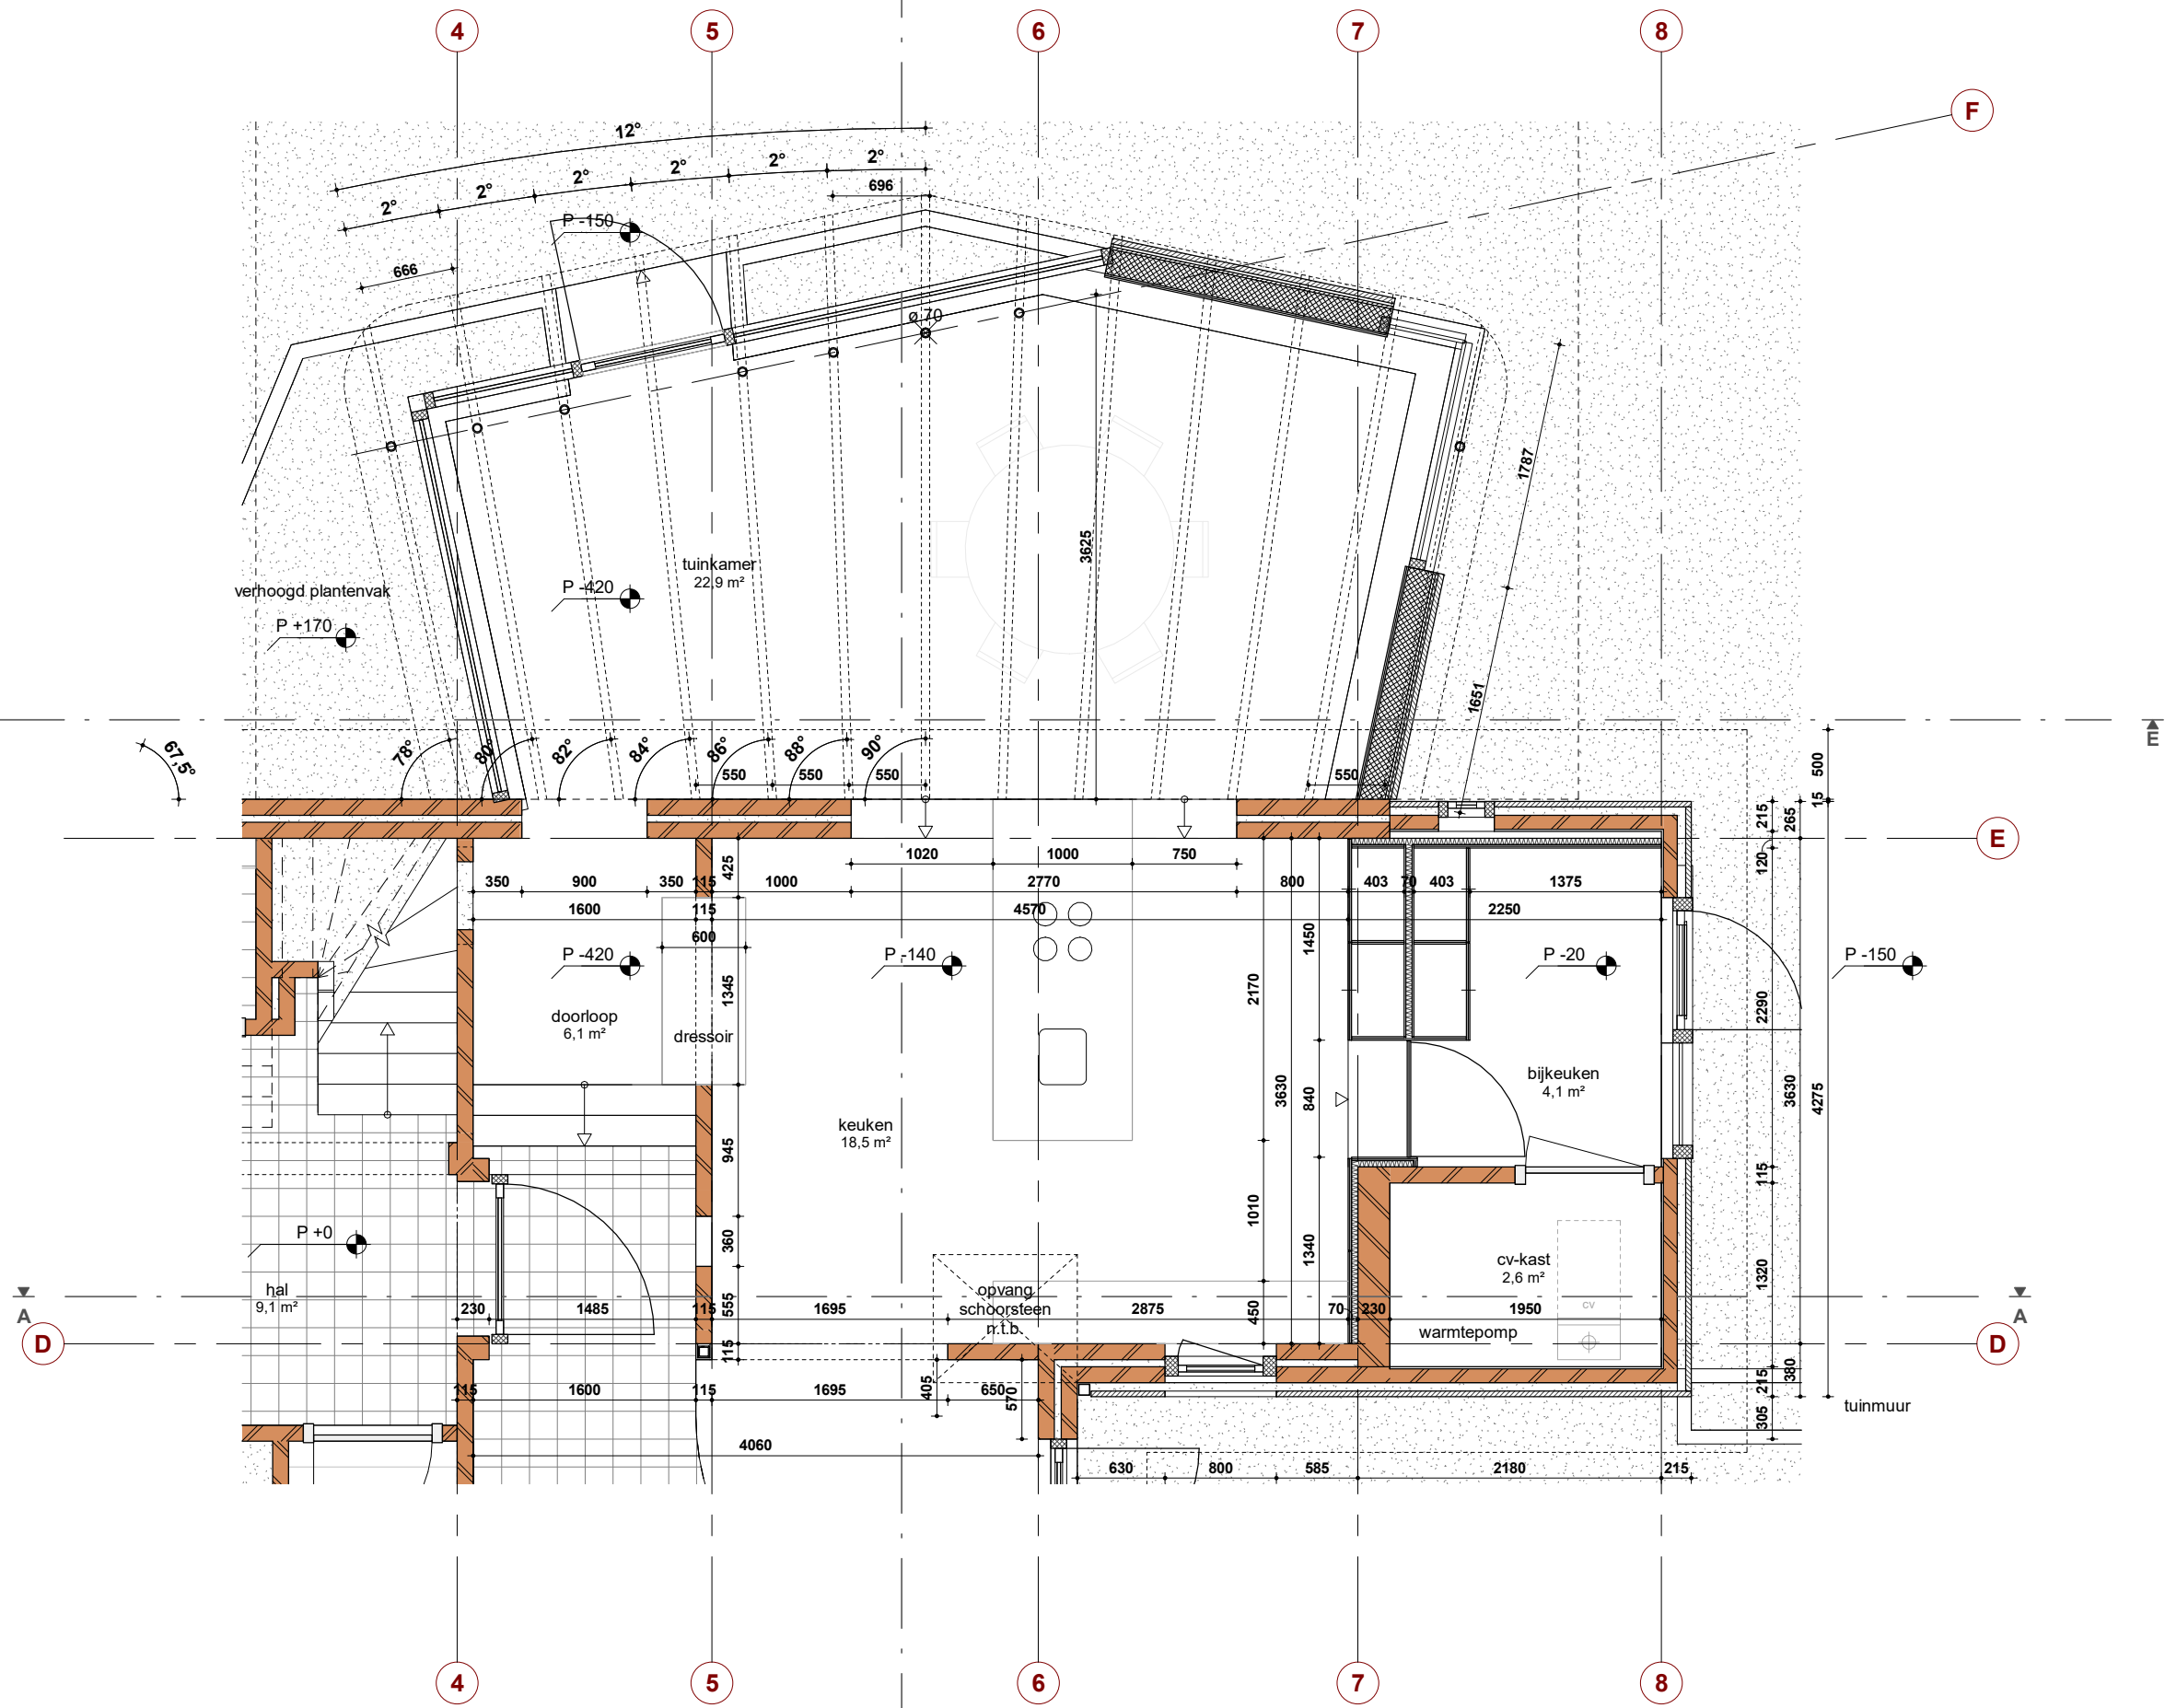 4 5 6 7 8
F
12°
2° 2° 2° 2° 2° 2°
696
666
P -150
ø 70
1787
3625
tuinkamer
22,9 m²
P -420
verhoogd plantenvak
P +170
1651
E
67,5°
78° 80° 82° 84° 86° 88° 90°
550 550 550 550
500
15
215 265
E
425
1020 1000 750
120
350 900 350 115 1000 2770 800 403 70 403 1375
1600 115 4570 2250
600
1450
P -420
P -140
P -20
P -150
1345
2170
2290
doorloop
6,1 m²
dressoir
bijkeuken
4,1 m²
3630 840
3630 4275
keuken
18,5 m²
945
115
1010
P +0
360
1340
cv-kast
2,6 m²
1320
hal
9,1 m²
opvang
schoorsteen
n.t.b.
cv
A
230 1485 115 555 1695 2875 450 70 230 1950
A
warmtepomp
D
115
D
380
115 1600 115 1695 405 650 570
215
305
tuinmuur
4060
630 800 585 2180 215
4 5 6 7 8